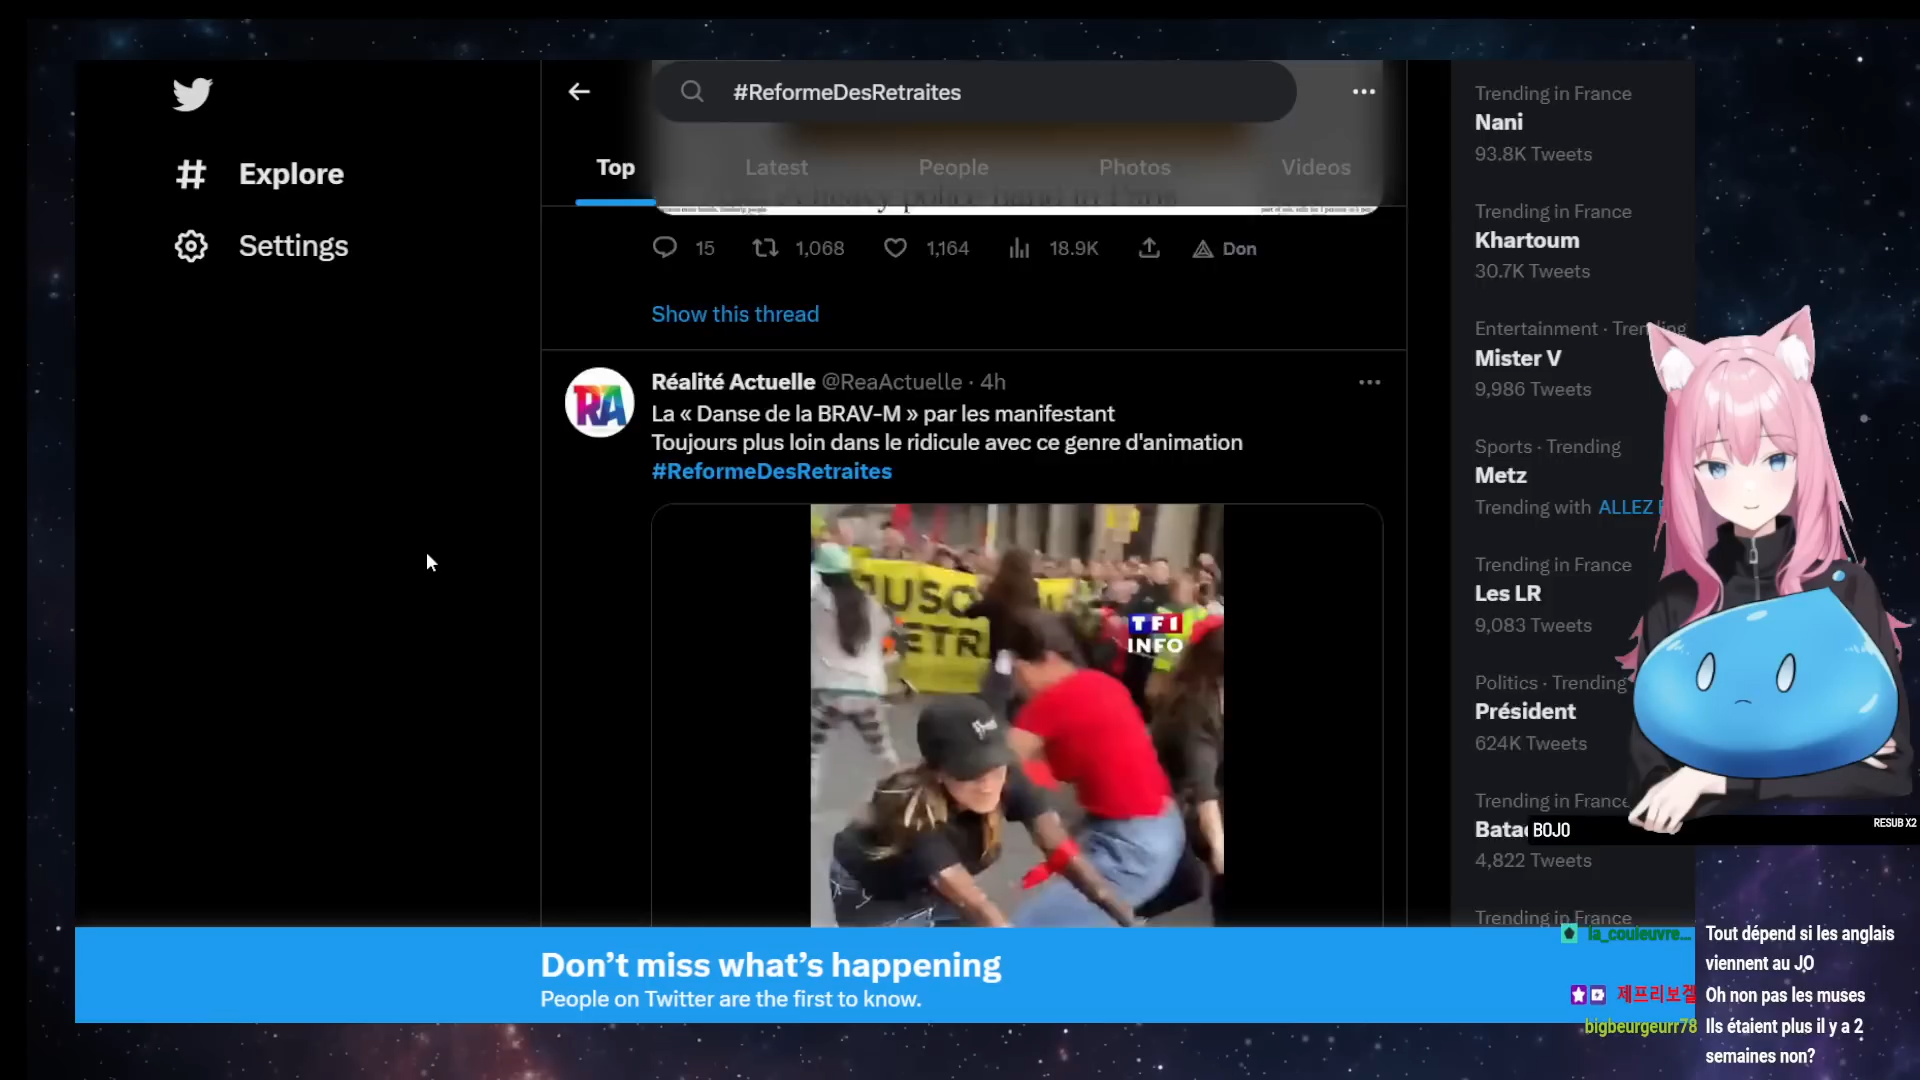 #ReformeDesRetraites
Explore
Settings
Top
Latest
People
Photos
Videos
15
1,068
1,164
18.9K
Don
Show this thread
RA
Réalité Actuelle @ReaActuelle · 4h
La « Danse de la BRAV-M » par les manifestant
Toujours plus loin dans le ridicule avec ce genre d'animation
#ReformeDesRetraites
USC
ETR
TF1
INFO
Trending in France
Nani
93.8K Tweets
Trending in France
Khartoum
30.7K Tweets
Entertainment · Trending
Mister V
9,986 Tweets
Sports · Trending
Metz
Trending with ALLEZ
Trending in France
Les LR
9,083 Tweets
Politics · Trending
Président
624K Tweets
Trending in France
Bata
4,822 Tweets
Trending in France
BOJO
RESUB X2
Don't miss what's happening
People on Twitter are the first to know.
la_couleuvre... Tout dépend si les anglais
viennent au JO
제프리보겔 Oh non pas les muses
bigbeurgeurr78 Ils étaient plus il y a 2
semaines non?